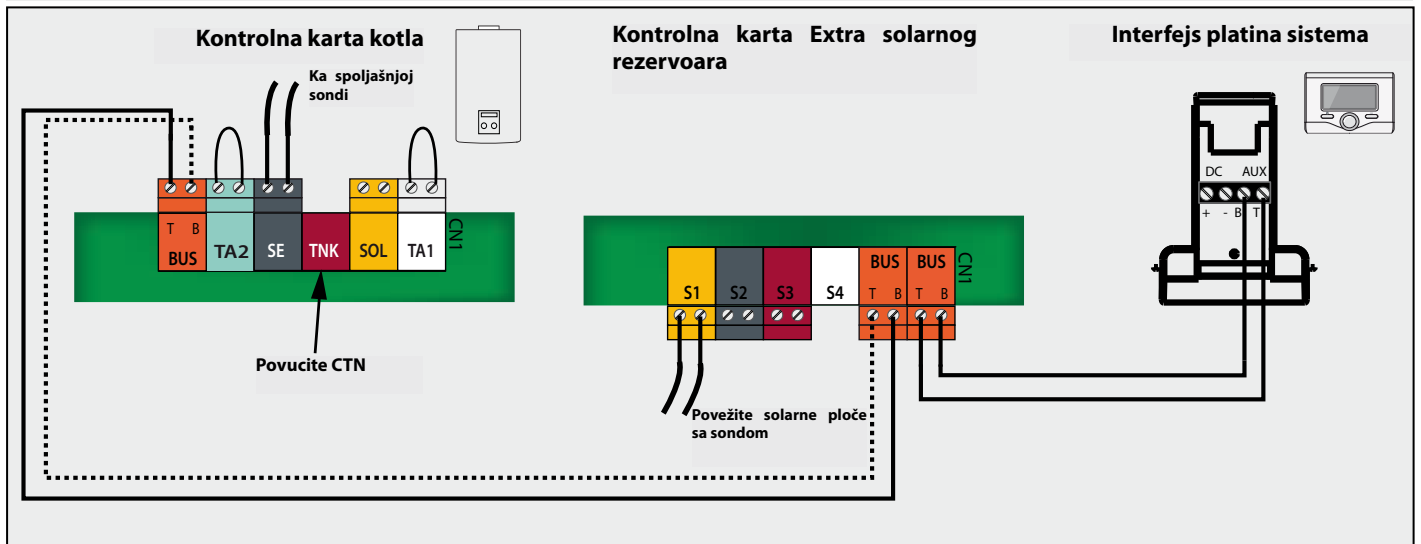 Kontrolna karta kotla
Ka spoljašnjoj
sondi
T B
BUS
TA2
SE
TNK
SOL
TA1
CN1
Povucite CTN
Kontrolna karta Extra solarnog
rezervoara
S1
S2
S3
S4
BUS
T B
BUS
T B
CN1
Povežite solarne ploče
sa sondom
Interfejs platina sistema
DC AUX
+ - B T